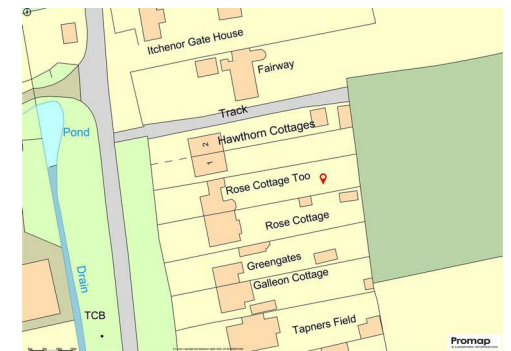 Itchenor Gate House
Fairway
Track
Pond
2
Hawthorn Cottages
1
Rose Cottage Too
Rose Cottage
Drain
Greengates
Galleon Cottage
TCB
Tapners Field
Promap